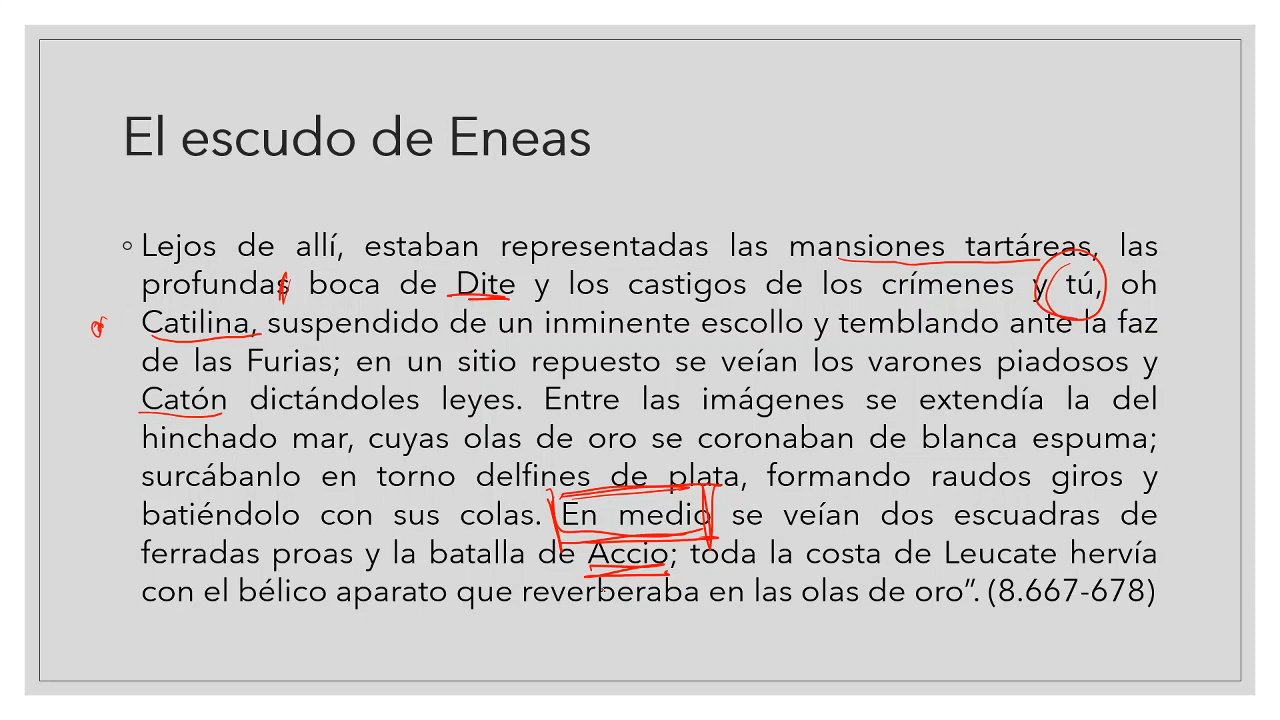 El escudo de Eneas
◦ Lejos de allí, estaban representadas las mansiones tartáreas, las
profundas boca de Dite y los castigos de los crímenes y tú, oh
Catilina, suspendido de un inminente escollo y temblando ante la faz
de las Furias; en un sitio repuesto se veían los varones piadosos y
Catón dictándoles leyes. Entre las imágenes se extendía la del
hinchado mar, cuyas olas de oro se coronaban de blanca espuma;
surcábanlo en torno delfines de plata, formando raudos giros y
batiéndolo con sus colas. En medio se veían dos escuadras de
ferradas proas y la batalla de Accio; toda la costa de Leucate hervía
con el bélico aparato que reverberaba en las olas de oro”. (8.667-678)